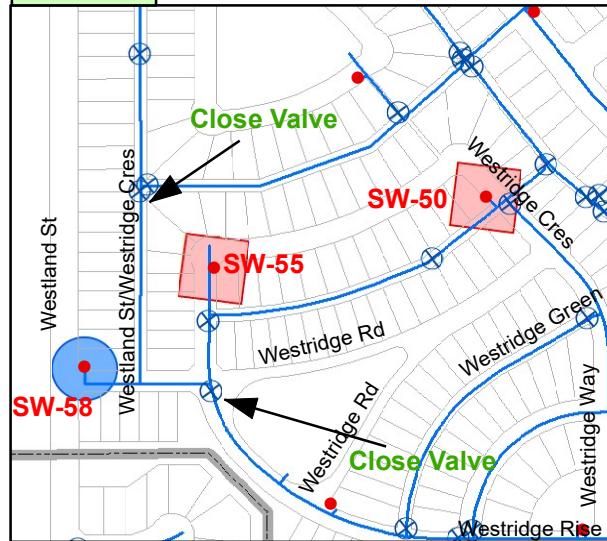 Close Valve
Westridge Cres
SW-50
Westland St/Westridge Cres
Westland St
SW-55
Westridge Rd
Westridge Green
SW-58
Westridge Rd
Westridge Way
Close Valve
Westridge Rise